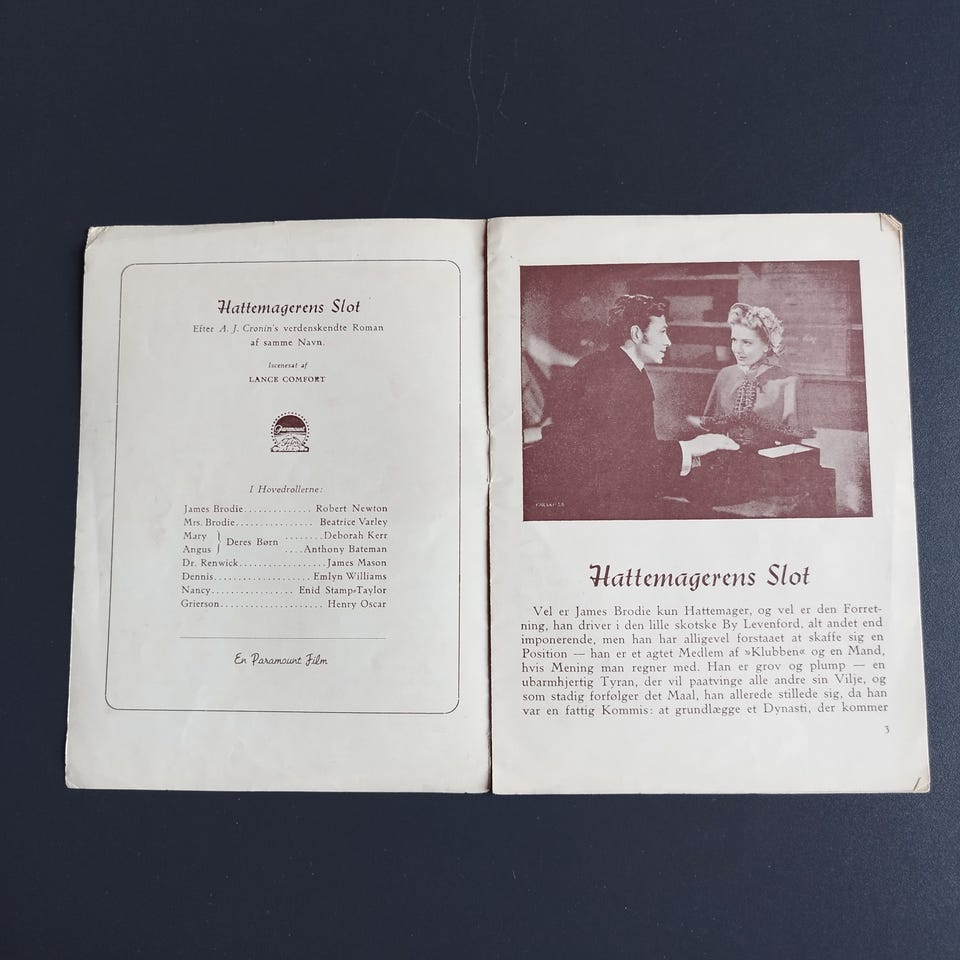 Hattemagerens Slot
Efter A. J. Cronin's verdenskendte Roman
af samme Navn.
Iscenesat af
LANCE COMFORT
Paramount
I Hovedrollerne:
James Brodie.............. Robert Newton
Mrs. Brodie................ Beatrice Varley
Mary } Deres Børn ........Deborah Kerr
Angus } ....Anthony Bateman
Dr. Renwick..................James Mason
Dennis.................... Emlyn Williams
Nancy................ Enid Stamp-Taylor
Grierson..................... Henry Oscar
En Paramount Film
Hattemagerens Slot
Vel er James Brodie kun Hattemager, og vel er den Forret-
ning, han driver i den lille skotske By Levenford, alt andet end
imponerende, men han har alligevel forstaaet at skaffe sig en
Position — han er et agtet Medlem af »Klubben« og en Mand,
hvis Mening man regner med. Han er grov og plump — en
ubarmhjertig Tyran, der vil paatvinge alle andre sin Vilje, og
som stadig forfølger det Maal, han allerede stillede sig, da han
var en fattig Kommis: at grundlægge et Dynasti, der kommer
3